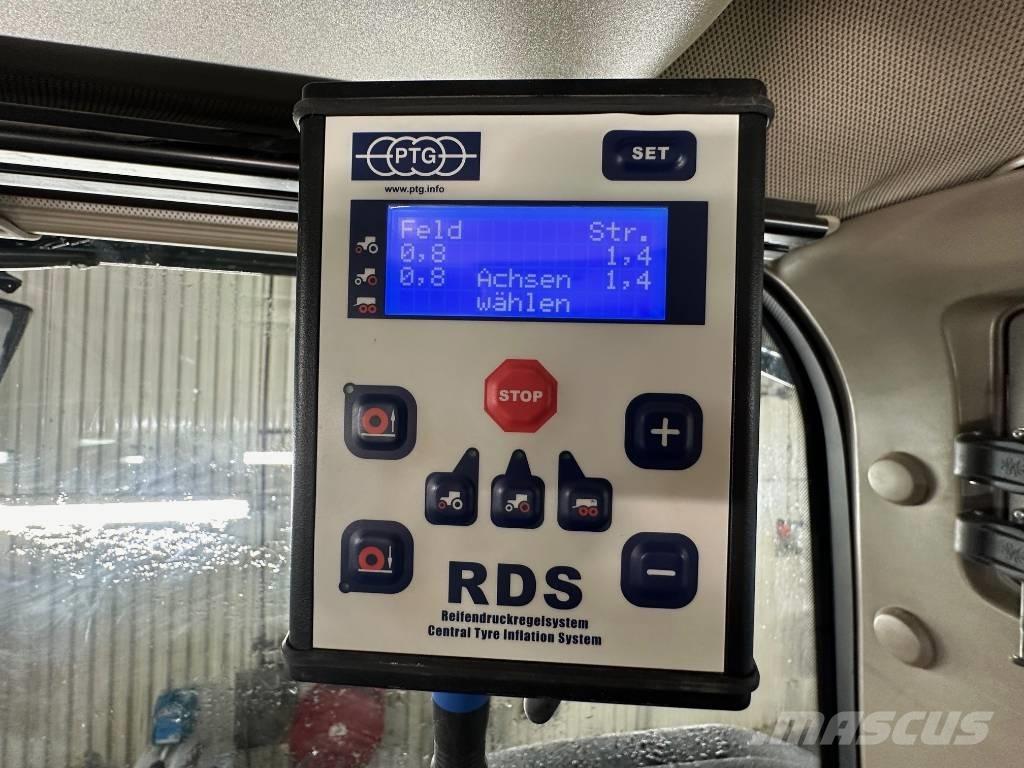 PTG
www.ptg.info
SET
Feld Str.
0,8 1,4
0,8 Achsen 1,4
wählen
STOP
RDS
Reifendruckregelsystem
Central Tyre Inflation System
MASCUS